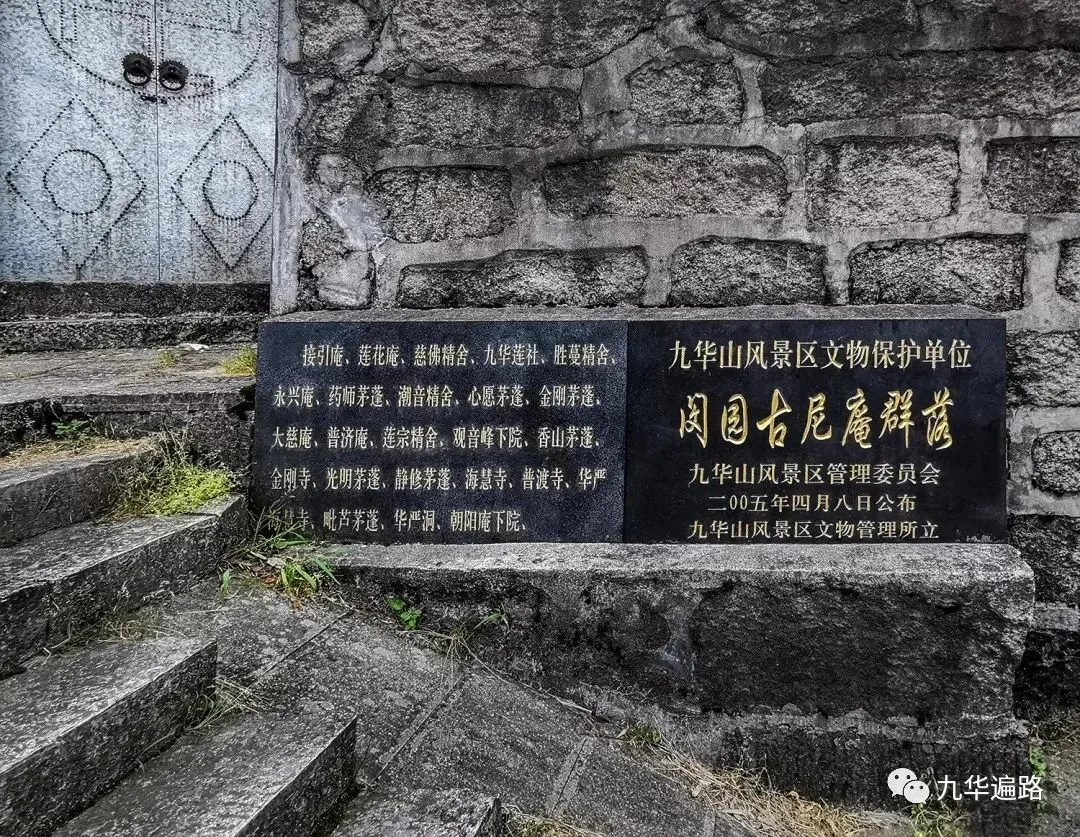 接引庵、莲花庵、慈佛精舍、九华莲社、胜蔓精舍、
永兴庵、药师茅蓬、潮音精舍、心愿茅蓬、金刚茅蓬、
大慈庵、普济庵、莲宗精舍、观音峰下院、香山茅蓬、
金刚寺、光明茅蓬、静修茅蓬、海慧寺、普渡寺、华严
慧寺、毗芦茅蓬、华严洞、朝阳庵下院、
九华山风景区文物保护单位
闵园古尼庵群落
九华山风景区管理委员会
二00五年四月八日公布
九华山风景区文物管理所立
九华遍路